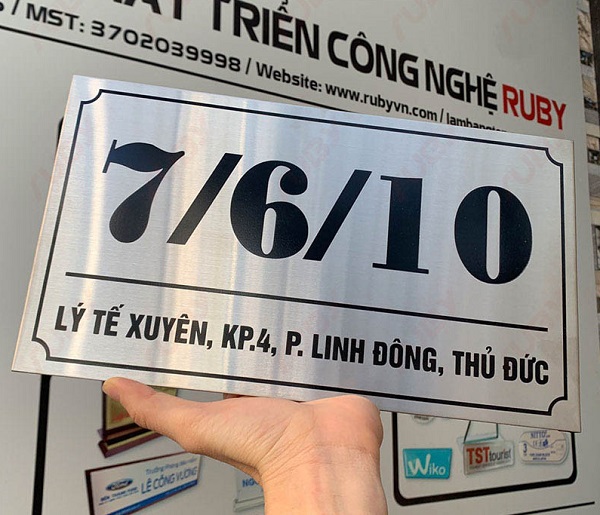 PHÁT TRIỂN CÔNG NGHỆ RUBY
/ MST: 3702039998 / Website: www.rubyvn.com /
7/6/10
LÝ TẾ XUYÊN, KP.4, P. LINH ĐÔNG, THỦ ĐỨC
LÊ CÔNG VƯƠNG
Wiko
TSTtourist